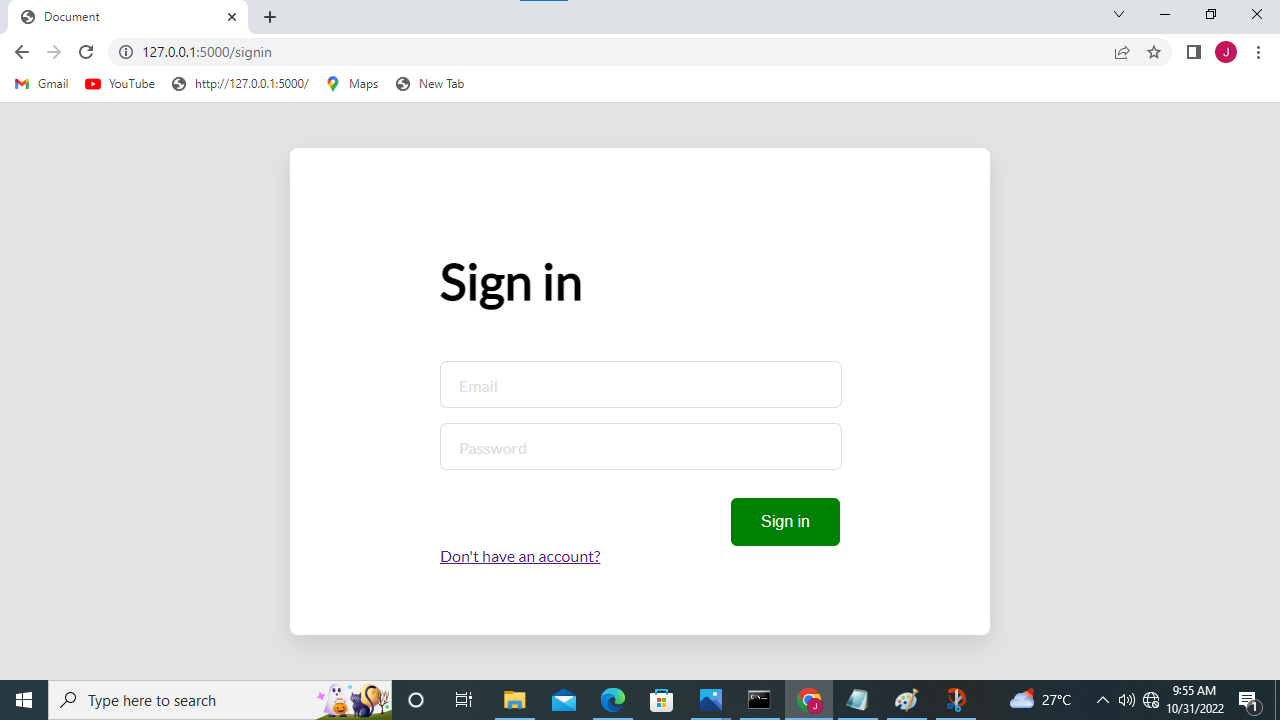 Document
127.0.0.1:5000/signin
J
Gmail
YouTube
http://127.0.0.1:5000/
Maps
New Tab
Sign in
Email
Password
Sign in
Don't have an account?
Type here to search
J
27°C
9:55 AM
10/31/2022
1